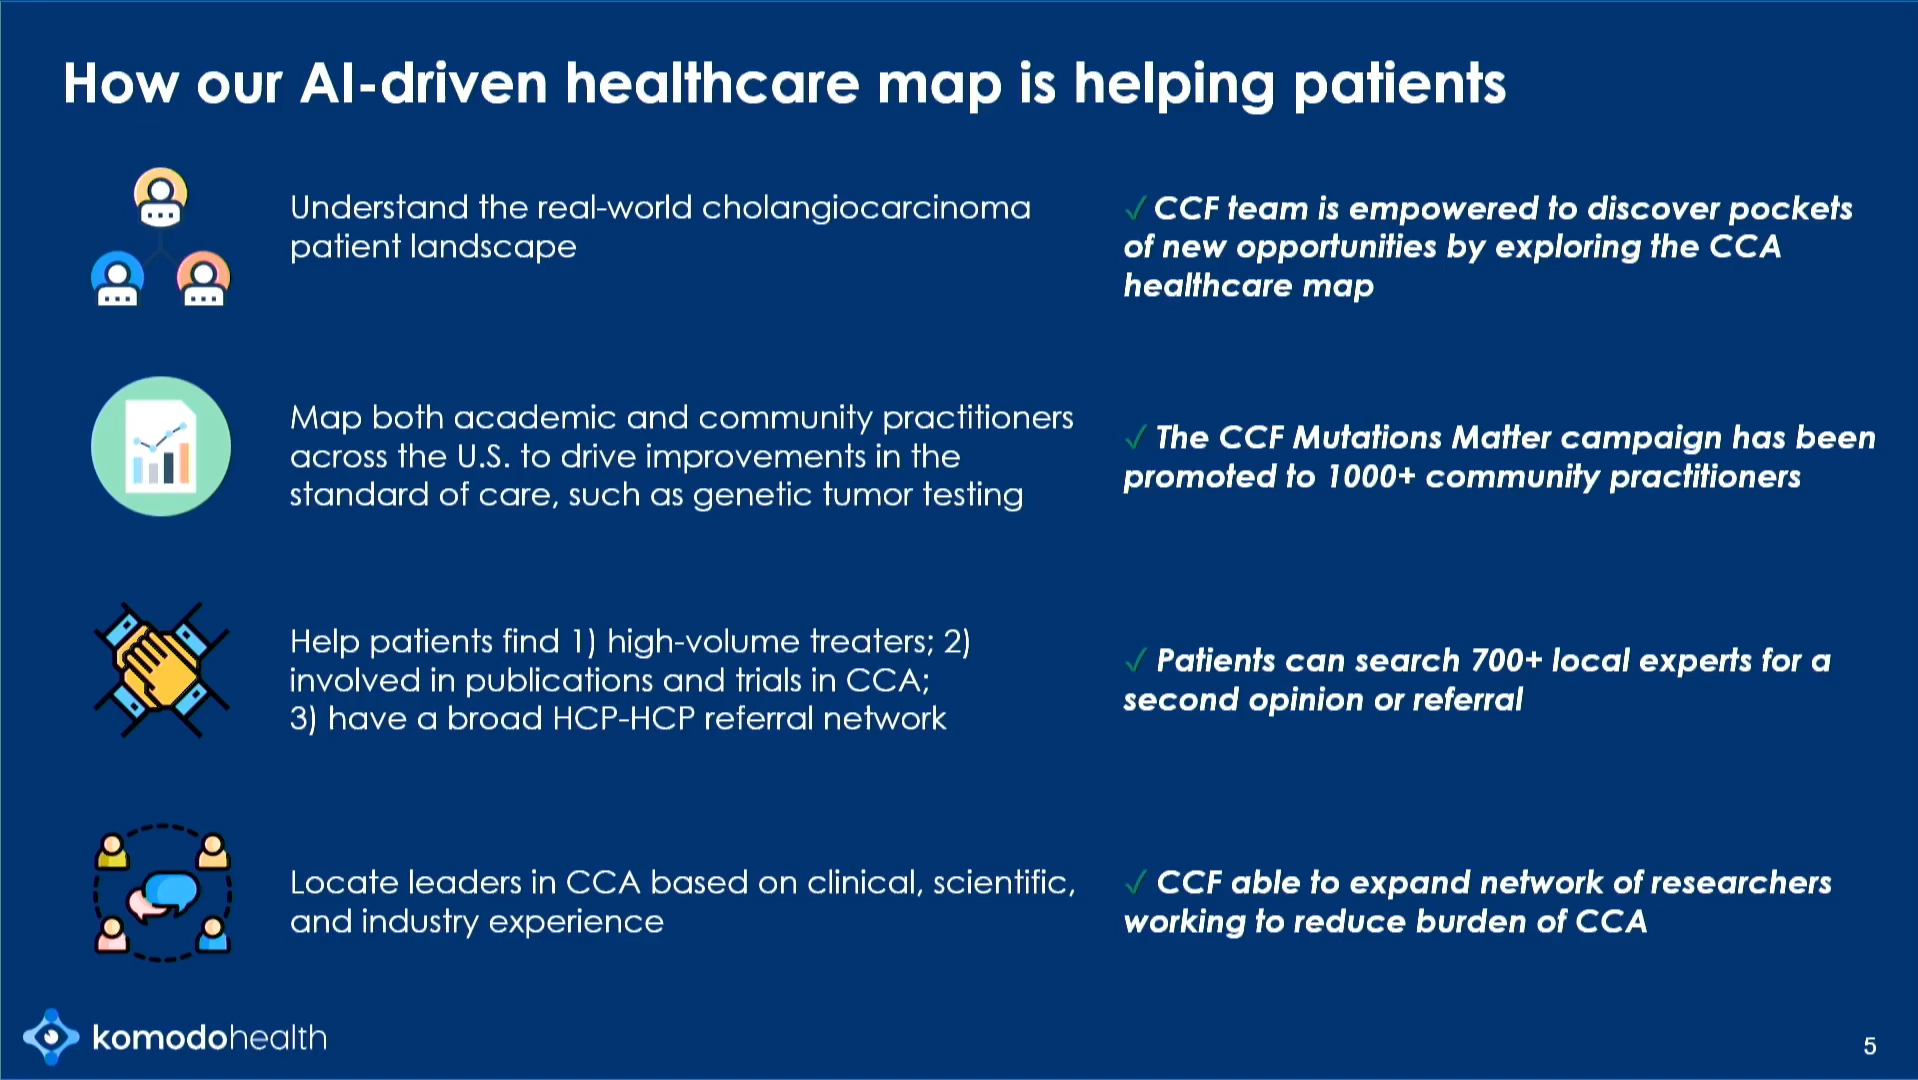 How our AI-driven healthcare map is helping patients
Understand the real-world cholangiocarcinoma
patient landscape
✓ CCF team is empowered to discover pockets
of new opportunities by exploring the CCA
healthcare map
Map both academic and community practitioners
across the U.S. to drive improvements in the
standard of care, such as genetic tumor testing
✓ The CCF Mutations Matter campaign has been
promoted to 1000+ community practitioners
Help patients find 1) high-volume treaters; 2)
involved in publications and trials in CCA;
3) have a broad HCP-HCP referral network
✓ Patients can search 700+ local experts for a
second opinion or referral
Locate leaders in CCA based on clinical, scientific,
and industry experience
✓ CCF able to expand network of researchers
working to reduce burden of CCA
komodohealth
5